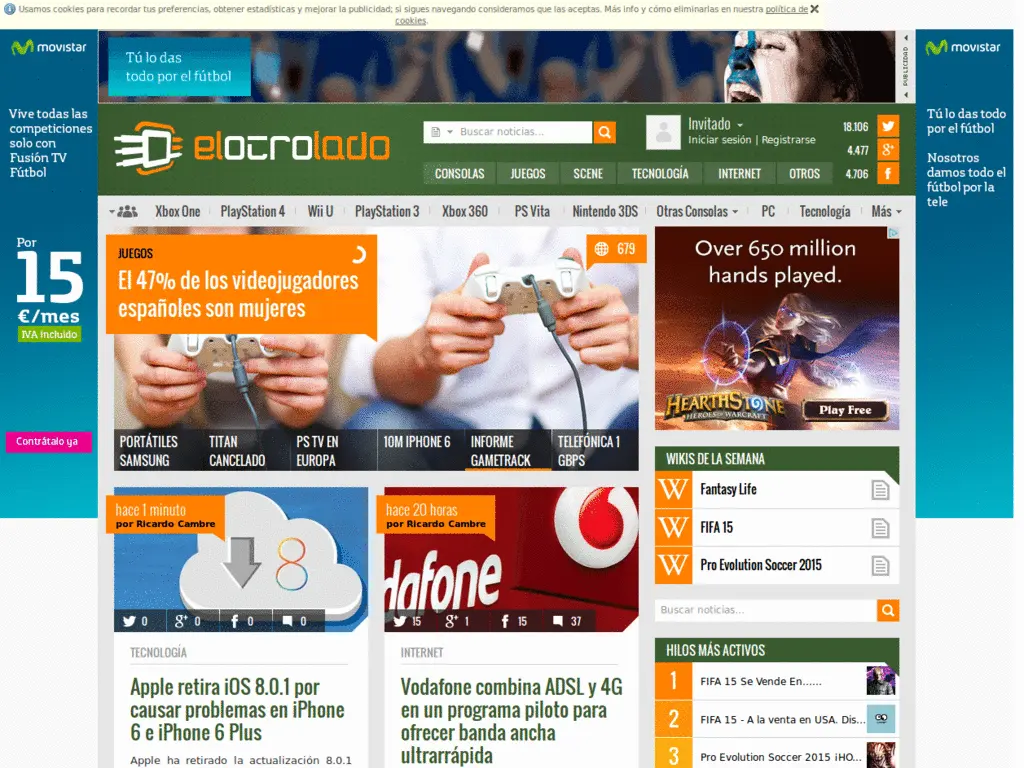 Usamos cookies para recordar tus preferencias, obtener estadísticas y mejorar la publicidad; si sigues navegando consideramos que las aceptas. Más info y cómo eliminarlas en nuestra política de
cookies.
movistar
Vive todas las
competiciones
solo con
Fusión TV
Fútbol
Por
15
€/mes
IVA incluido
Contrátalo ya
Tú lo das
todo por el fútbol
PUBLICIDAD
movistar
Tú lo das todo
por el fútbol
Nosotros
damos todo el
fútbol por la
tele
elotrolado
Buscar noticias...
Invitado
Iniciar sesión | Registrarse
18.106
4.477
4.706
CONSOLAS
JUEGOS
SCENE
TECNOLOGÍA
INTERNET
OTROS
Xbox One
PlayStation 4
Wii U
PlayStation 3
Xbox 360
PS Vita
Nintendo 3DS
Otras Consolas
PC
Tecnología
Más
JUEGOS
El 47% de los videojugadores
españoles son mujeres
679
PORTÁTILES
SAMSUNG
TITAN
CANCELADO
PS TV EN
EUROPA
10M IPHONE 6
INFORME
GAMETRACK
TELEFÓNICA 1
GBPS
Over 650 million
hands played.
HEARTHSTONE
HEROES OF WARCRAFT
Play Free
WIKIS DE LA SEMANA
W Fantasy Life
W FIFA 15
W Pro Evolution Soccer 2015
Buscar noticias...
HILOS MÁS ACTIVOS
1 FIFA 15 Se Vende En......
2 FIFA 15 - A la venta en USA. Dis...
3 Pro Evolution Soccer 2015 ¡HO...
hace 1 minuto
por Ricardo Cambre
8
0 0 0 0
TECNOLOGÍA
Apple retira iOS 8.0.1 por
causar problemas en iPhone
6 e iPhone 6 Plus
Apple ha retirado la actualización 8.0.1
hace 20 horas
por Ricardo Cambre
dafone
15 1 15 37
INTERNET
Vodafone combina ADSL y 4G
en un programa piloto para
ofrecer banda ancha
ultrarrápida